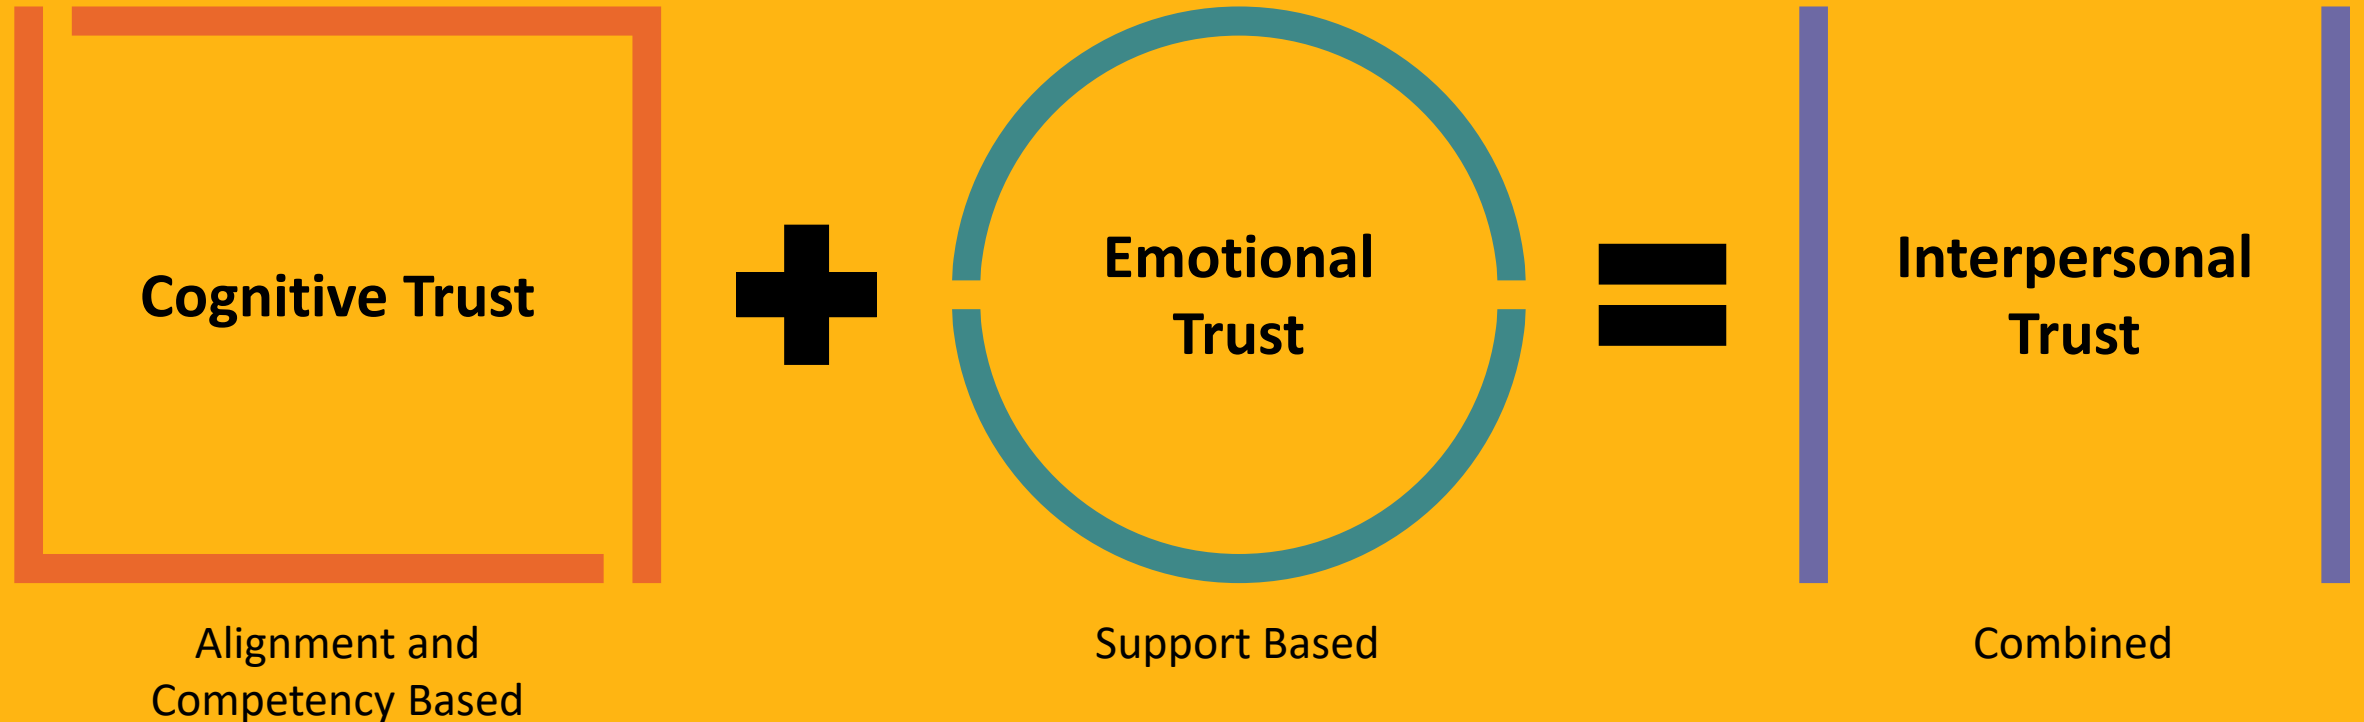 Cognitive Trust
Emotional
Trust
Interpersonal
Trust
Alignment and
Competency Based
Support Based
Combined